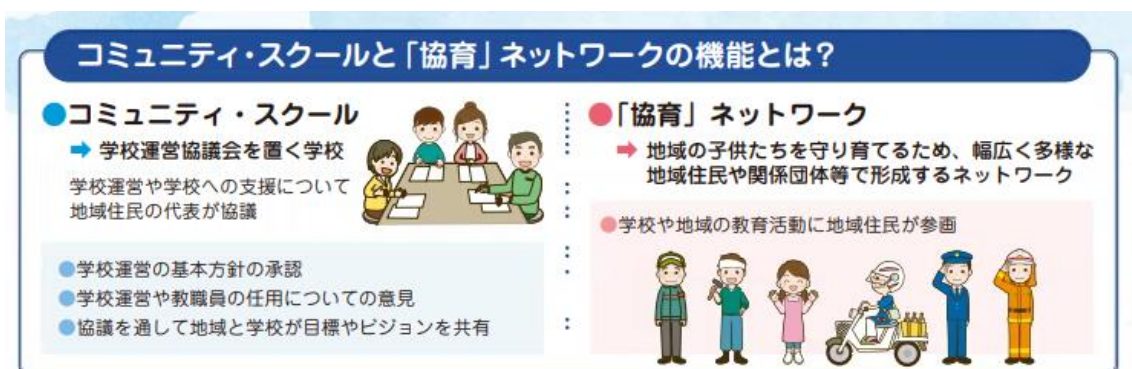 コミュニティ・スクールと「協育」ネットワークの機能とは？
●コミュニティ・スクール
➡ 学校運営協議会を置く学校
学校運営や学校への支援について
地域住民の代表が協議
●学校運営の基本方針の承認
●学校運営や教職員の任用についての意見
●協議を通して地域と学校が目標やビジョンを共有
●「協育」ネットワーク
➡ 地域の子供たちを守り育てるため、幅広く多様な
地域住民や関係団体等で形成するネットワーク
●学校や地域の教育活動に地域住民が参画